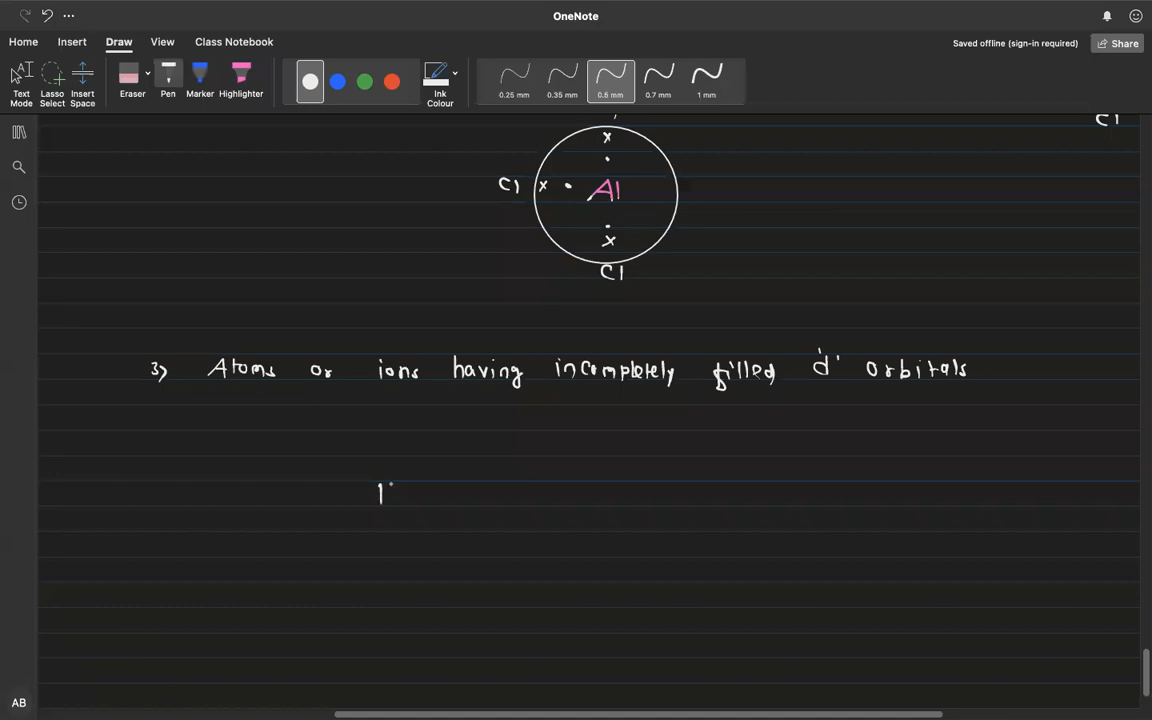 OneNote
Home Insert Draw View Class Notebook
Saved offline (sign-in required) Share
Text Mode
Lasso Select
Insert Space
Eraser
Pen
Marker
Highlighter
Ink Colour
0.25 mm
0.35 mm
0.5 mm
0.7 mm
1 mm
Cl
x
Cl x Al
x
Cl
3) Atoms or ions having incompletely filled 'd' orbitals
AB